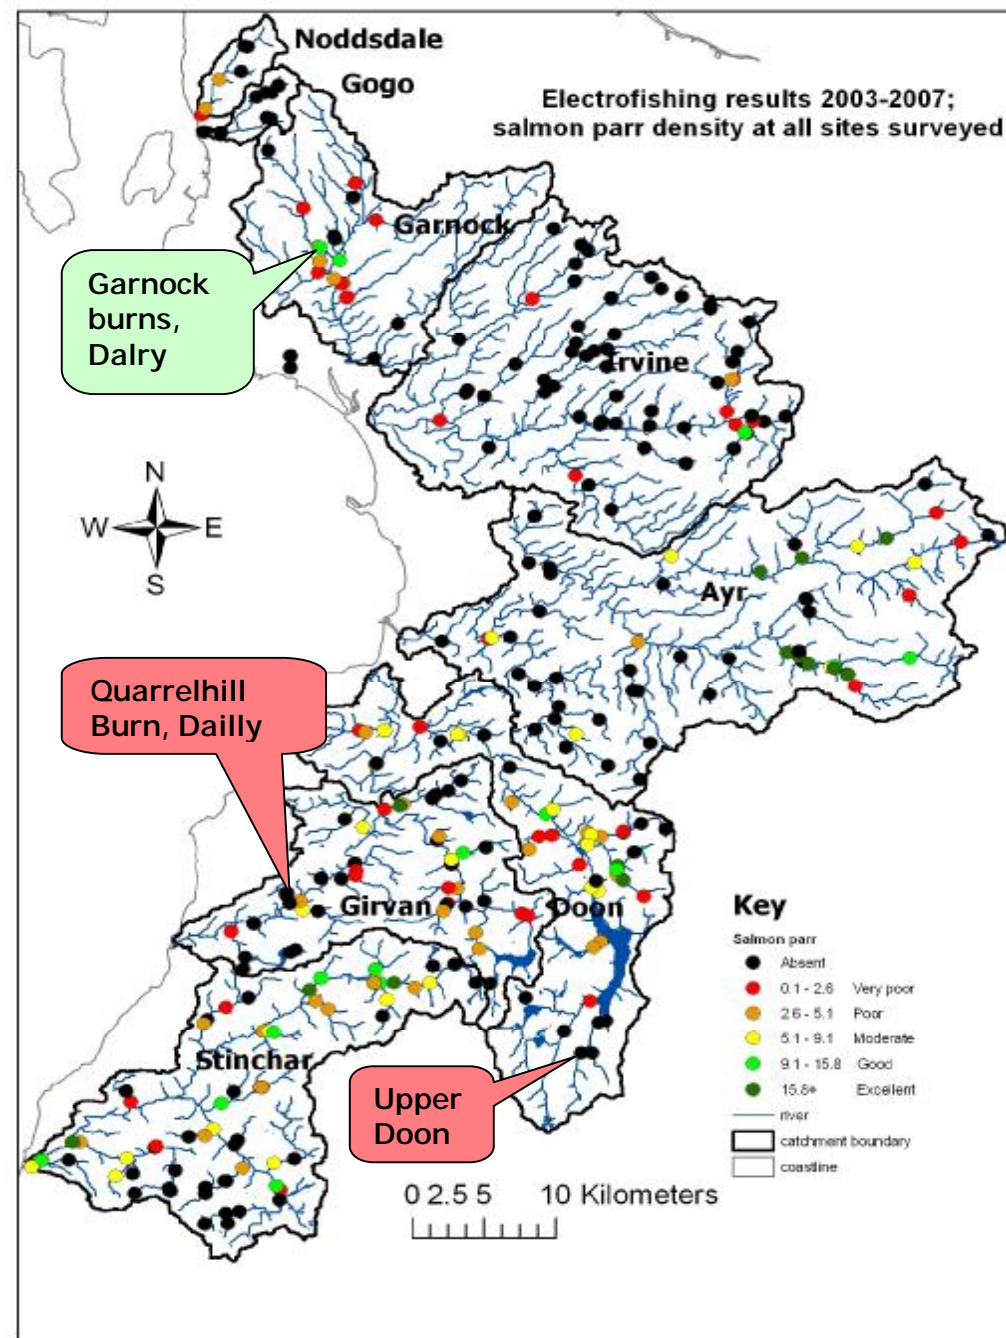 Noddsdale
Gogo
Electrofishing results 2003-2007;
salmon parr density at all sites surveyed
Garnock
Garnock
burns,
Dalry
Irvine
N
W E
S
Ayr
Quarrelhill
Burn, Dailly
Girvan
Doon
Key
Salmon parr
Absent
0.1 - 2.6 Very poor
2.6 - 5.1 Poor
5.1 - 9.1 Moderate
9.1 - 15.8 Good
15.8+ Excellent
river
catchment boundary
coastline
Stinchar
Upper
Doon
0 2.5 5 10 Kilometers